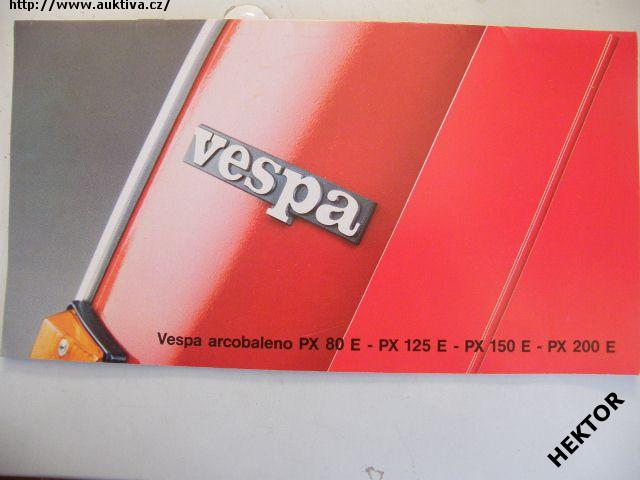 http://www.auktiva.cz/
vespa
Vespa arcobaleno PX 80 E - PX 125 E - PX 150 E - PX 200 E
HEKTOR